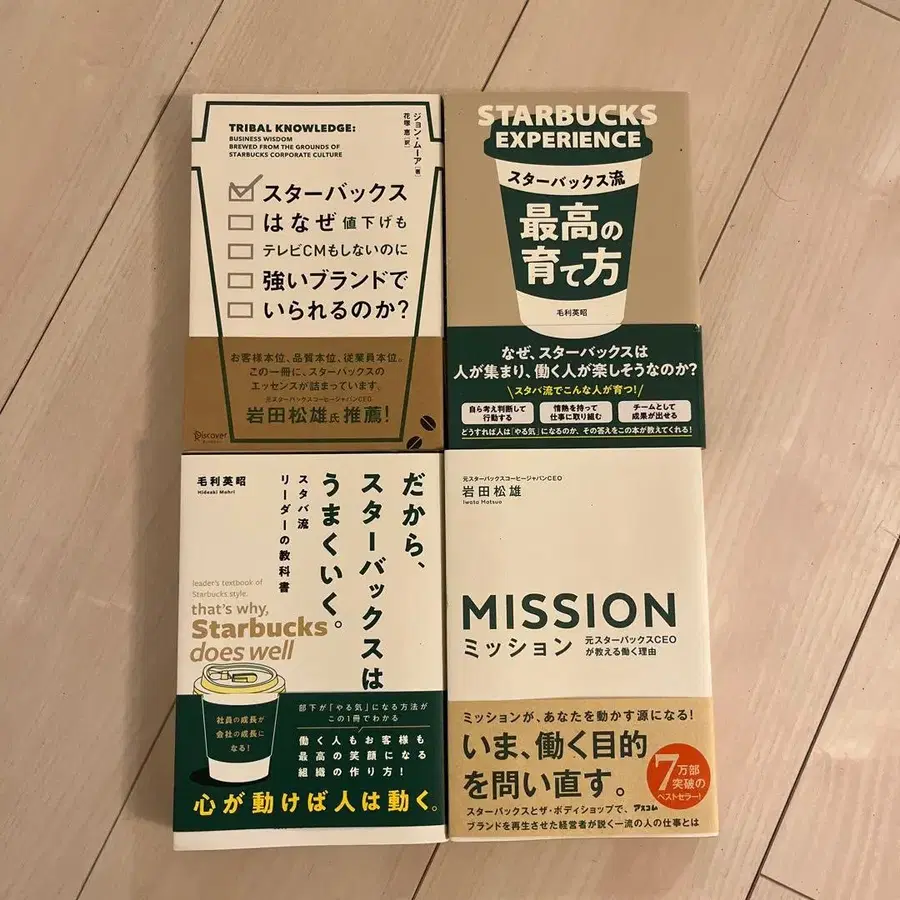 TRIBAL KNOWLEDGE:
BUSINESS WISDOM
BREWED FROM THE GROUNDS OF
STARBUCKS CORPORATE CULTURE
ジョン・ムーア[著]
花塚 恵[訳]
スターバックス
はなぜ値下げも
テレビCMもしないのに
強いブランドで
いられるのか?
お客様本位、品質本位、従業員本位。
この一冊に、スターバックスの
エッセンスが詰まっています。
元スターバックスコーヒージャパンCEO
岩田松雄氏推薦!
Discover
STARBUCKS
EXPERIENCE
スターバックス流
最高の
育て方
毛利英昭
なぜ、スターバックスは
人が集まり、働く人が楽しそうなのか?
スタバ流でこんな人が育つ!
自ら考え判断して
行動する
情熱を持って
仕事に取り組む
チームとして
成果が出せる
どうすれば人は「やる気」になるのか、その答えをこの本が教えてくれる!
毛利英昭
Hideaki Mohri
だから、
スターバックスは
うまくいく。
スタバ流
リーダーの教科書
leader's textbook of
Starbucks style.
that's why,
Starbucks
does well
社員の成長が
会社の成長に
なる!
部下が「やる気」になる方法が
この1冊でわかる
働く人もお客様も
最高の笑顔になる
組織の作り方!
心が動けば人は動く。
元スターバックスコーヒージャパンCEO
岩田松雄
Iwata Matsuo
MISSION
ミッション
元スターバックスCEO
が教える働く理由
ミッションが、あなたを動かす源になる!
いま、働く目的
を問い直す。
7万部
突破の
ベストセラー!
スターバックスとザ・ボディショップで、
アスコム
ブランドを再生させた経営者が説く一流の人の仕事とは